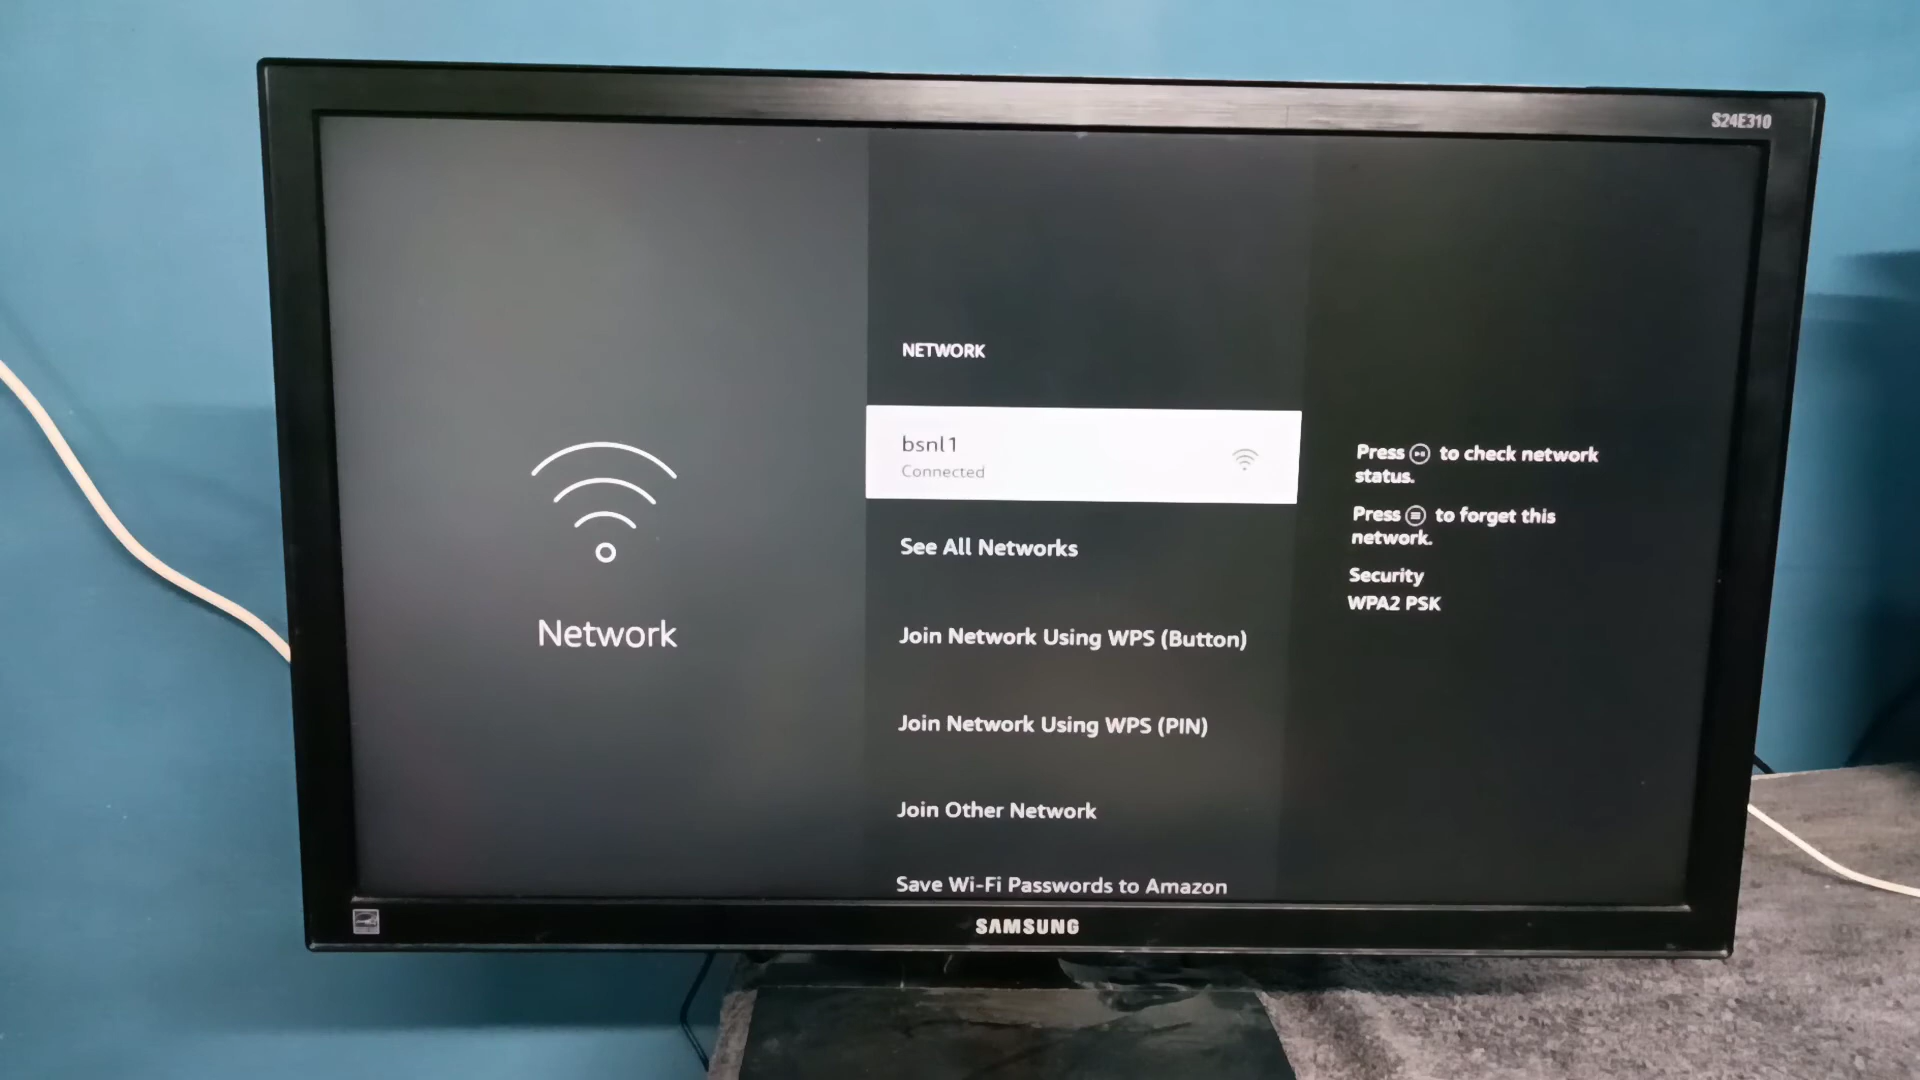 S24E310
NETWORK
bsnl1
Connected
See All Networks
Join Network Using WPS (Button)
Join Network Using WPS (PIN)
Join Other Network
Save Wi-Fi Passwords to Amazon
Network
Press to check network
status.
Press to forget this
network.
Security
WPA2 PSK
SAMSUNG